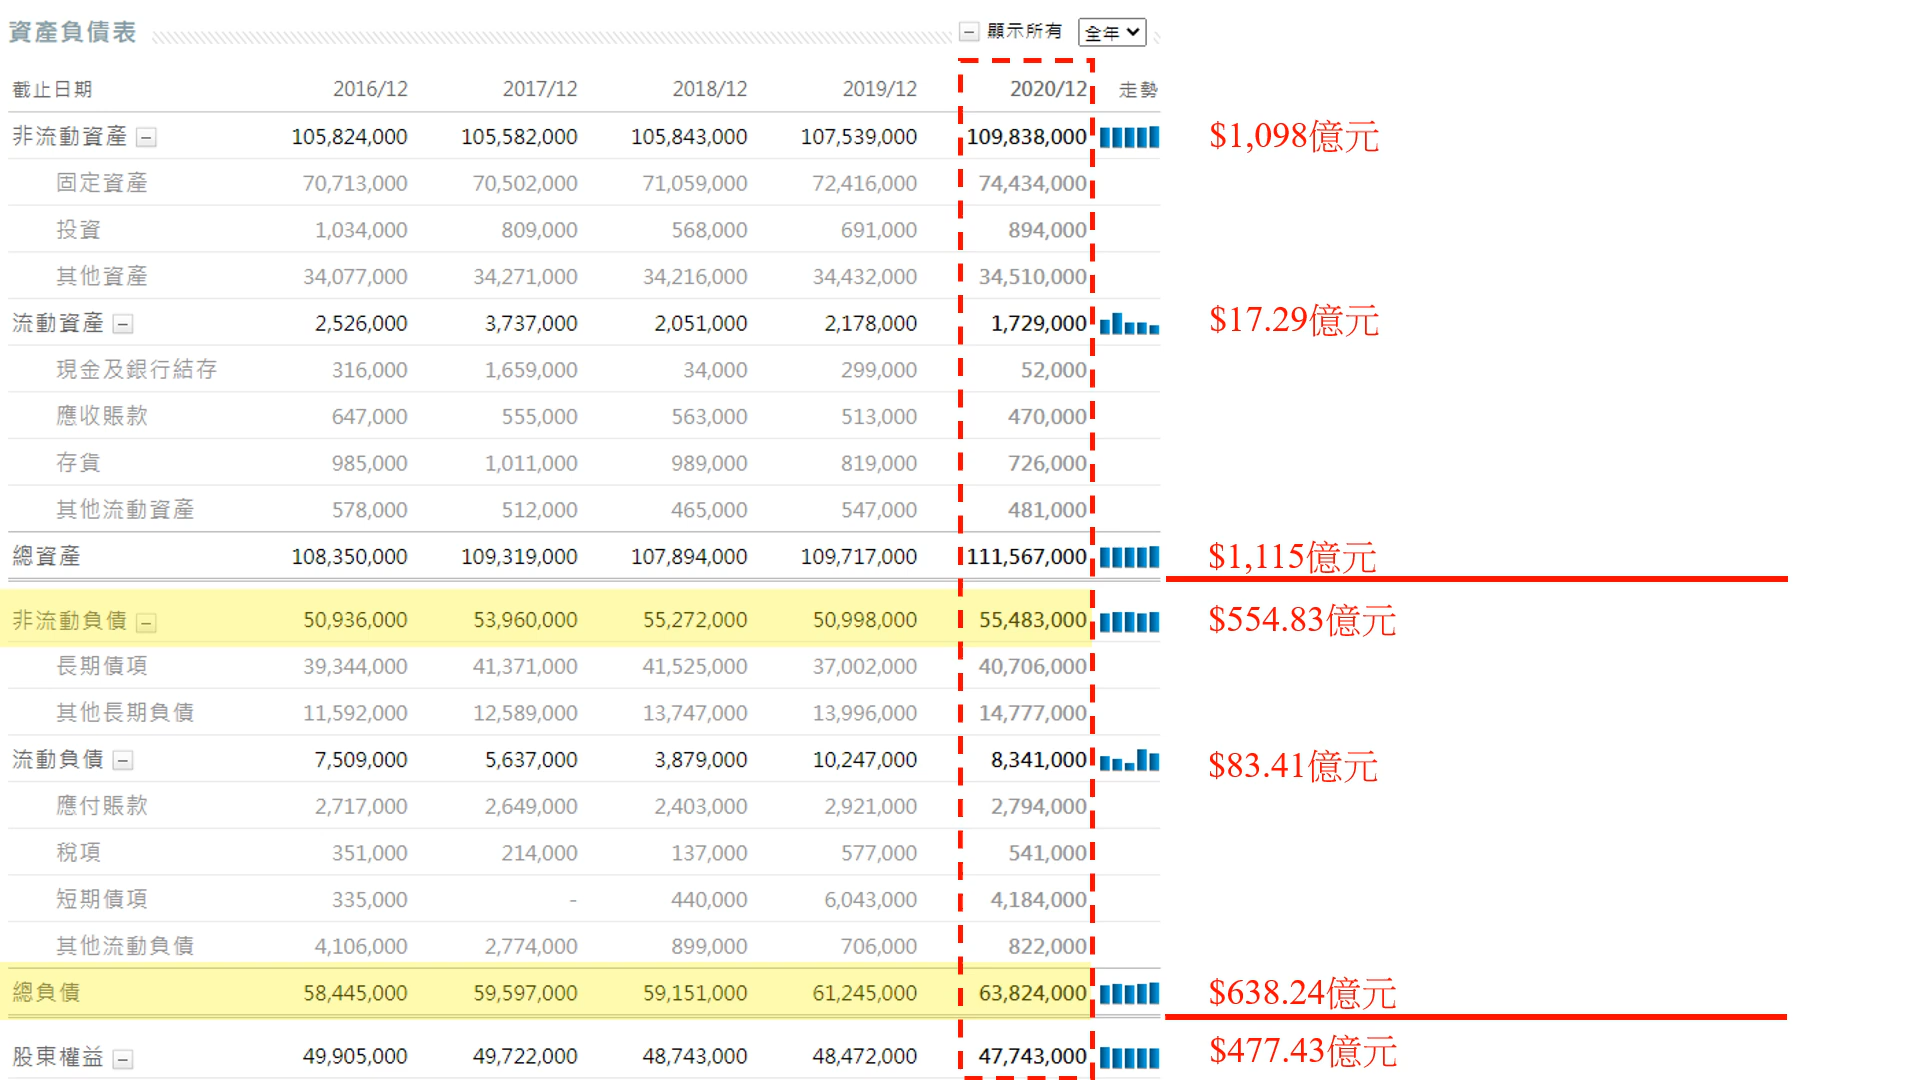 資產負債表 顯示所有 全年
截止日期 2016/12 2017/12 2018/12 2019/12 2020/12 走勢
非流動資產 105,824,000 105,582,000 105,843,000 107,539,000 109,838,000 $1,098億元
固定資產 70,713,000 70,502,000 71,059,000 72,416,000 74,434,000
投資 1,034,000 809,000 568,000 691,000 894,000
其他資產 34,077,000 34,271,000 34,216,000 34,432,000 34,510,000
流動資產 2,526,000 3,737,000 2,051,000 2,178,000 1,729,000 $17.29億元
現金及銀行結存 316,000 1,659,000 34,000 299,000 52,000
應收賬款 647,000 555,000 563,000 513,000 470,000
存貨 985,000 1,011,000 989,000 819,000 726,000
其他流動資產 578,000 512,000 465,000 547,000 481,000
總資產 108,350,000 109,319,000 107,894,000 109,717,000 111,567,000 $1,115億元
非流動負債 50,936,000 53,960,000 55,272,000 50,998,000 55,483,000 $554.83億元
長期債項 39,344,000 41,371,000 41,525,000 37,002,000 40,706,000
其他長期負債 11,592,000 12,589,000 13,747,000 13,996,000 14,777,000
流動負債 7,509,000 5,637,000 3,879,000 10,247,000 8,341,000 $83.41億元
應付賬款 2,717,000 2,649,000 2,403,000 2,921,000 2,794,000
稅項 351,000 214,000 137,000 577,000 541,000
短期債項 335,000 - 440,000 6,043,000 4,184,000
其他流動負債 4,106,000 2,774,000 899,000 706,000 822,000
總負債 58,445,000 59,597,000 59,151,000 61,245,000 63,824,000 $638.24億元
股東權益 49,905,000 49,722,000 48,743,000 48,472,000 47,743,000 $477.43億元